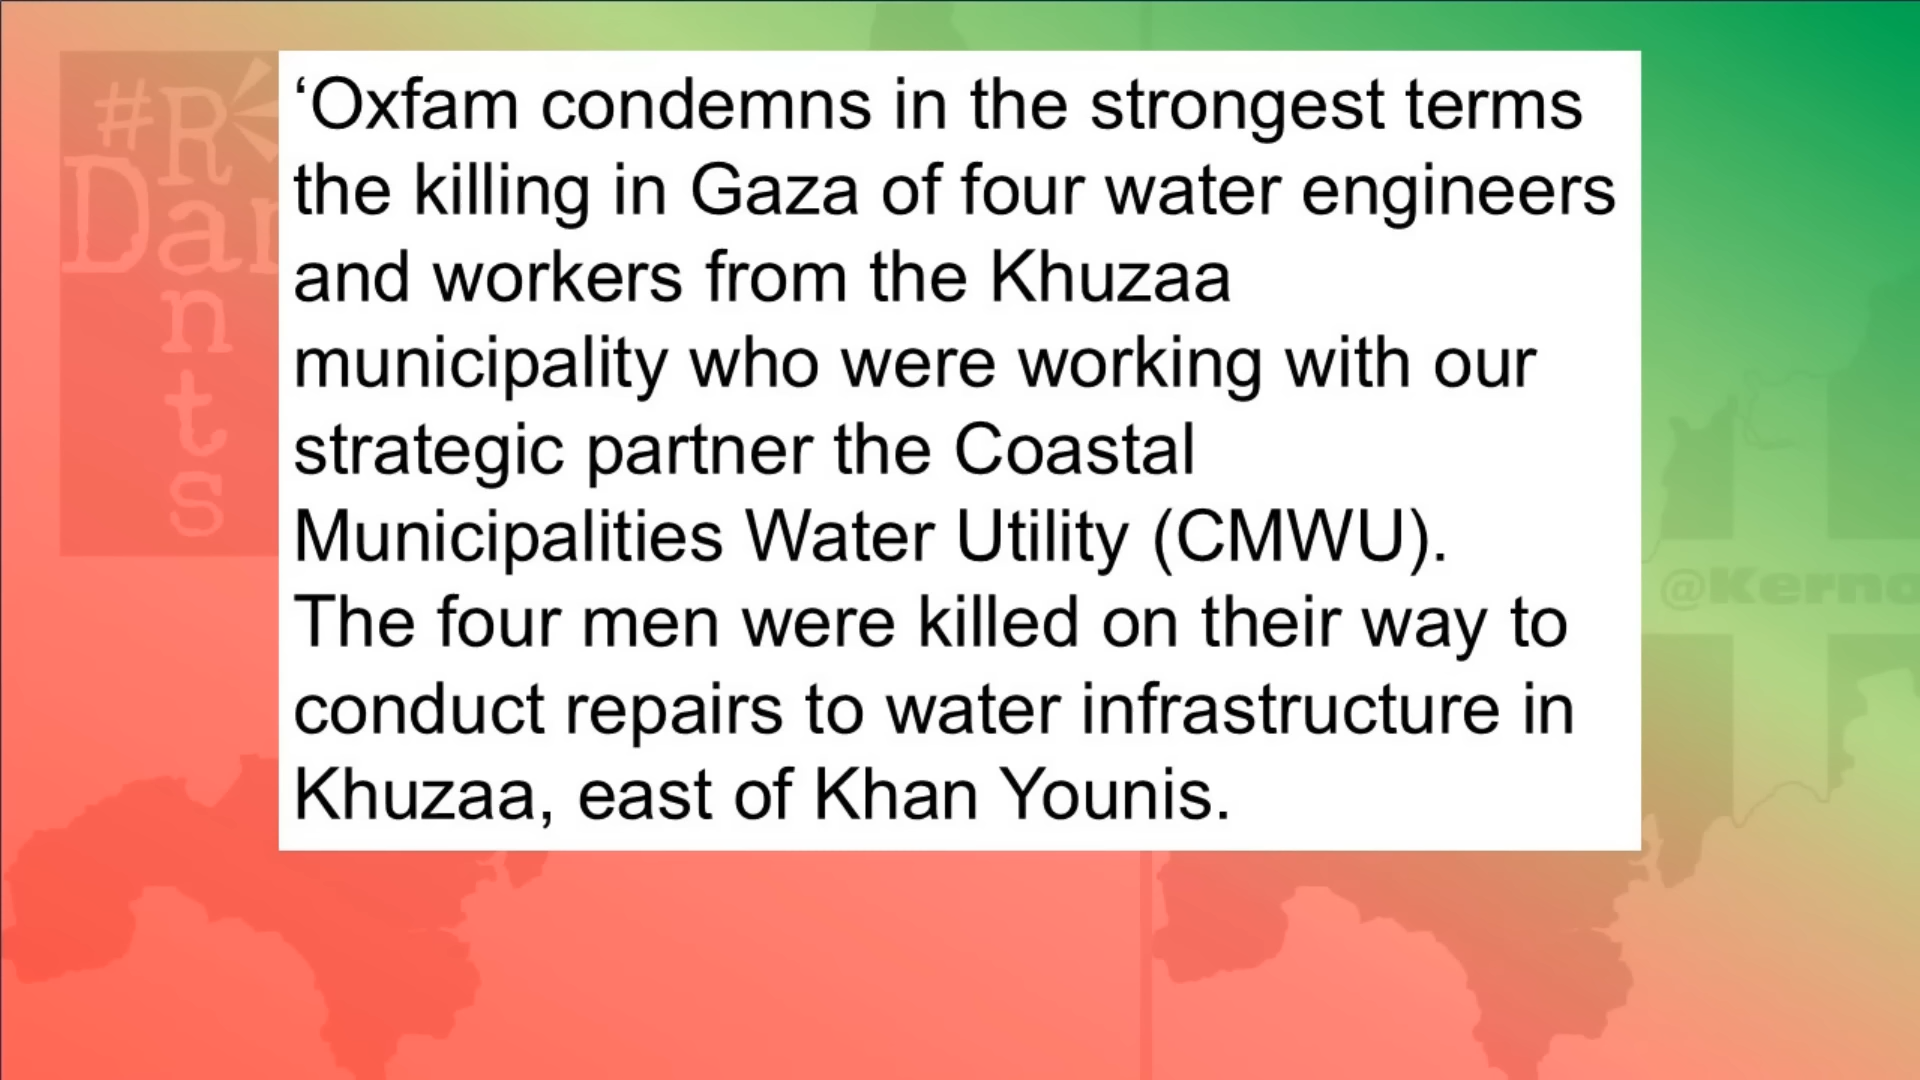 #R
Dan
n
t
s
‘Oxfam condemns in the strongest terms
the killing in Gaza of four water engineers
and workers from the Khuzaa
municipality who were working with our
strategic partner the Coastal
Municipalities Water Utility (CMWU).
The four men were killed on their way to
conduct repairs to water infrastructure in
Khuzaa, east of Khan Younis.
@Kerno